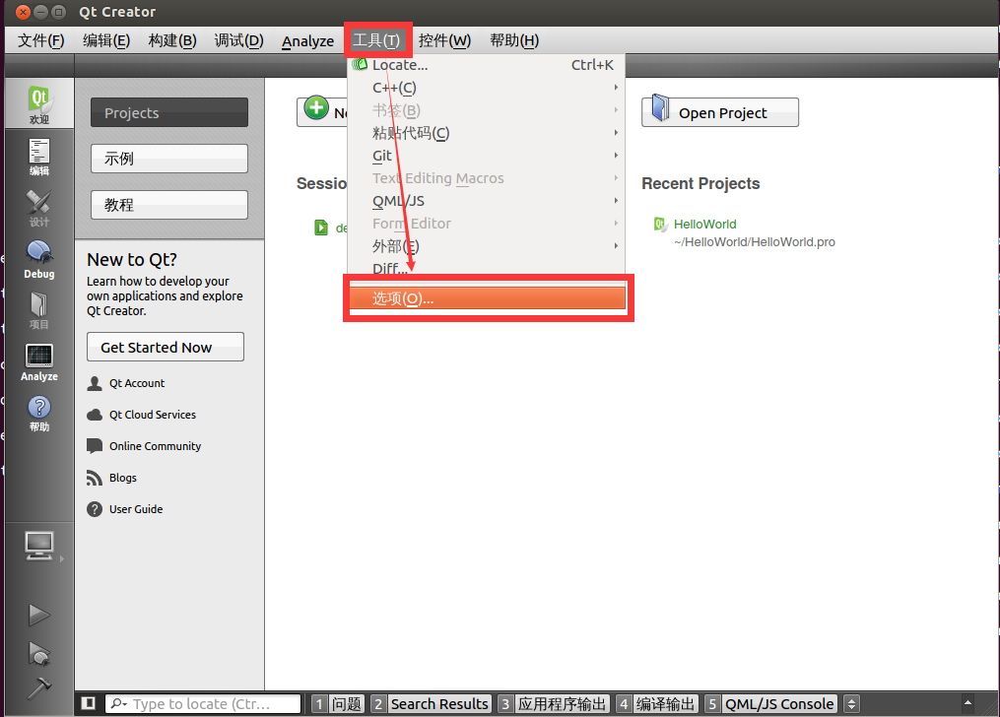 Qt Creator
文件(F) 编辑(E) 构建(B) 调试(D) Analyze 工具(T) 控件(W) 帮助(H)
Locate... Ctrl+K
C++(C)
书签(B)
粘贴代码(C)
Git
Text Editing Macros
QML/JS
Form Editor
外部(E)
Diff...
选项(O)...
Qt
欢迎
编辑
设计
Debug
项目
Analyze
帮助
Projects
示例
教程
New to Qt?
Learn how to develop your
own applications and explore
Qt Creator.
Get Started Now
Qt Account
Qt Cloud Services
Online Community
Blogs
User Guide
Open Project
Recent Projects
HelloWorld
~/HelloWorld/HelloWorld.pro
Type to locate (Ctr...
1 问题 2 Search Results 3 应用程序输出 4 编译输出 5 QML/JS Console